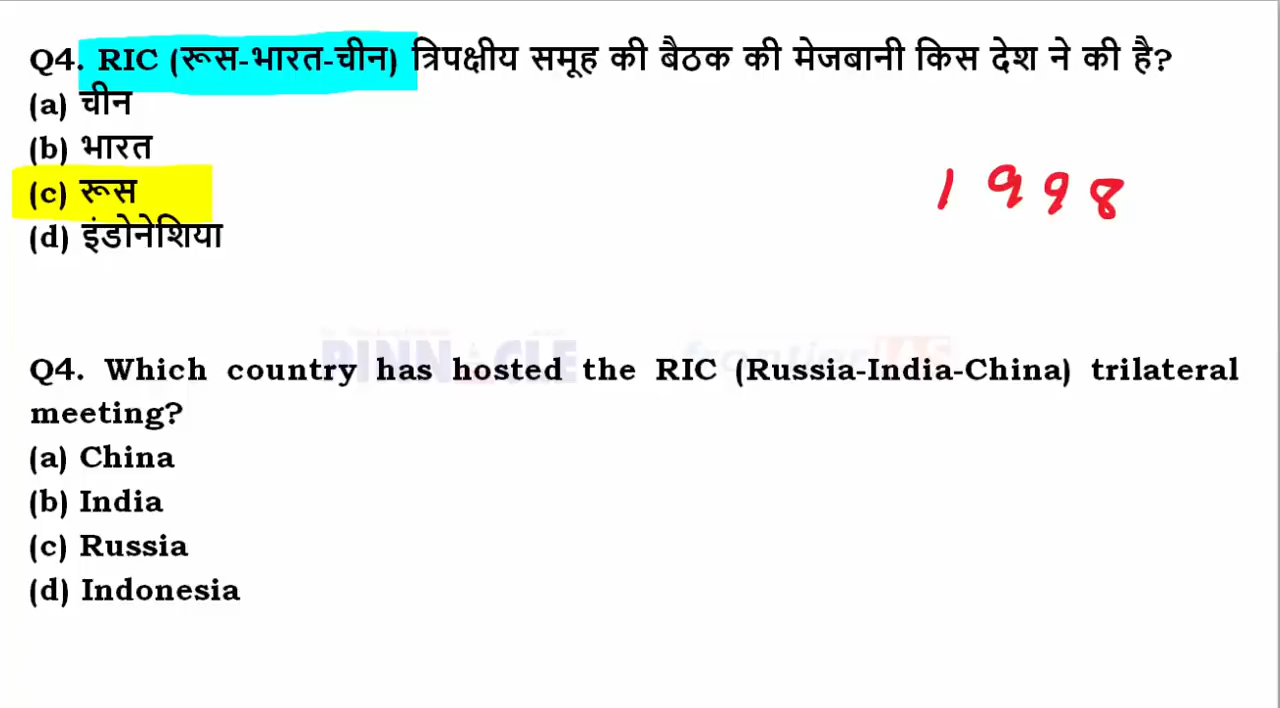 Q4. RIC (रूस-भारत-चीन) त्रिपक्षीय समूह की बैठक की मेजबानी किस देश ने की है?
(a) चीन
(b) भारत
(c) रूस
(d) इंडोनेशिया
1998
PINNACLE
Q4. Which country has hosted the RIC (Russia-India-China) trilateral
meeting?
(a) China
(b) India
(c) Russia
(d) Indonesia